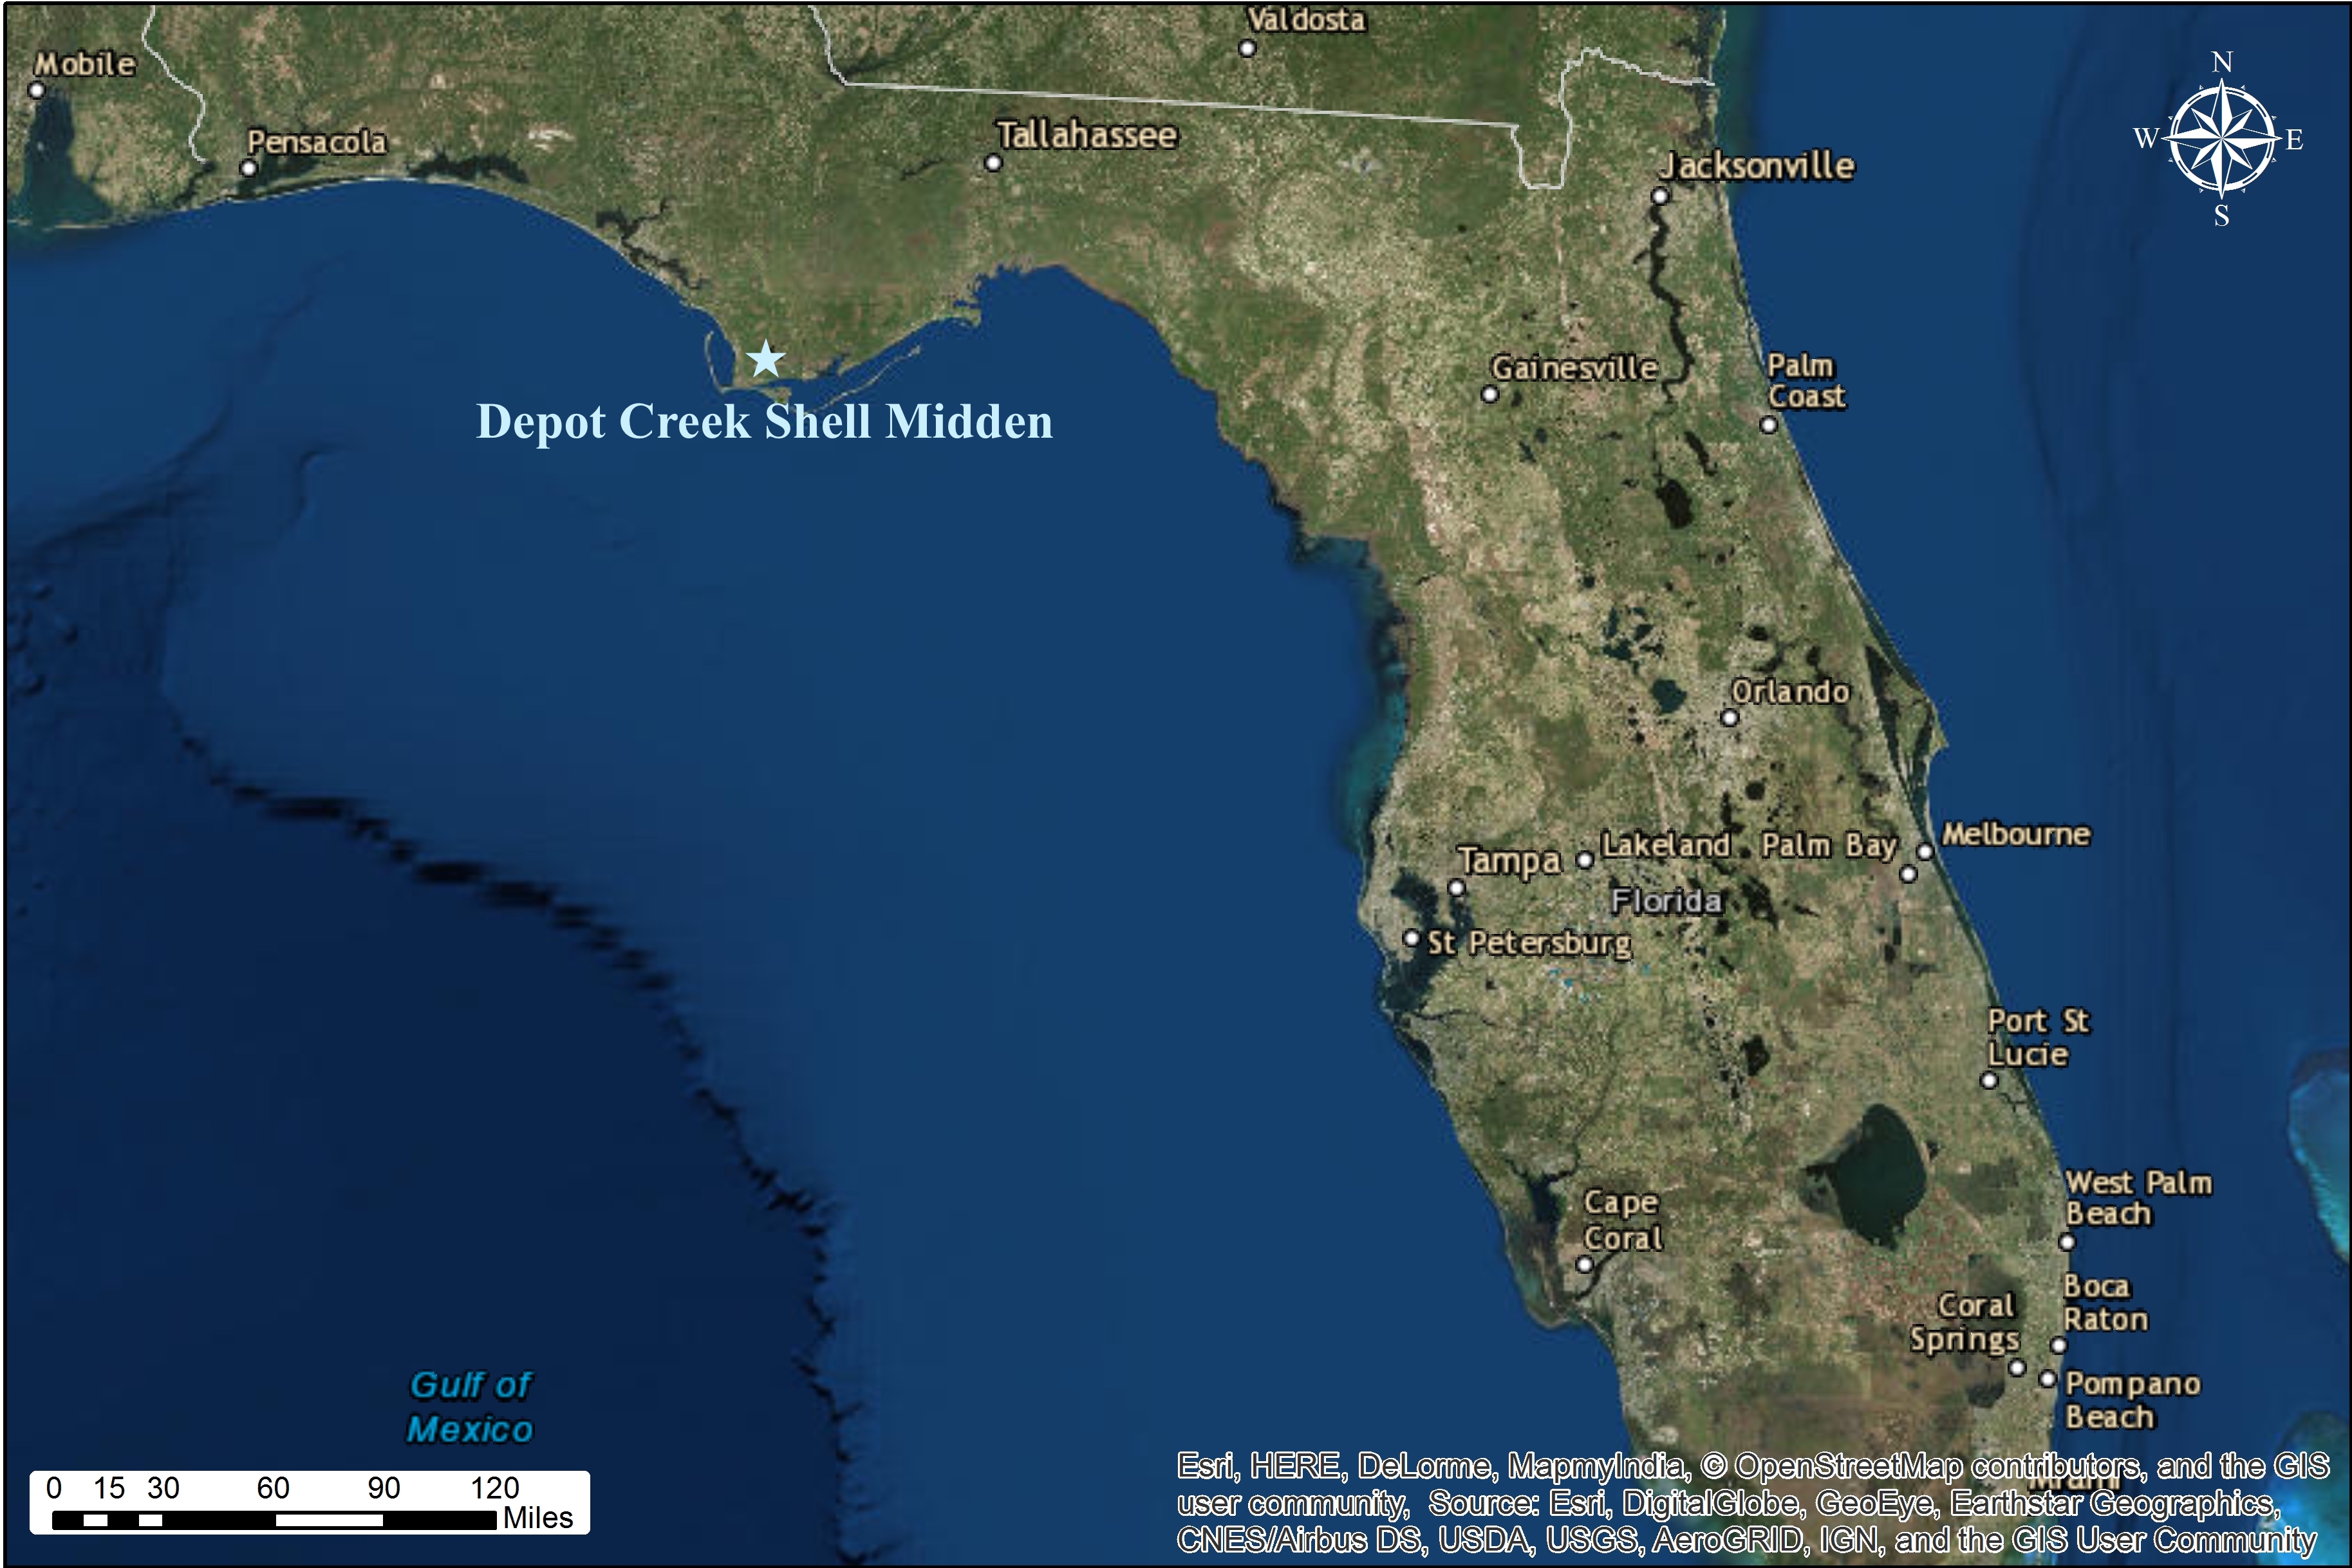 Valdosta
Mobile
N
Pensacola
Tallahassee
W
E
Jacksonville
S
Gainesville
Palm
Coast
Depot Creek Shell Midden
Orlando
Melbourne
Lakeland
Palm Bay
Tampa
Florida
St Petersburg
Port St
Lucie
West Palm
Beach
Cape
Coral
Boca
Raton
Coral
Springs
Gulf of
Mexico
Pompano
Beach
Miami
0 15 30 60 90 120
Miles
Esri, HERE, DeLorme, MapmyIndia, © OpenStreetMap contributors, and the GIS
user community, Source: Esri, DigitalGlobe, GeoEye, Earthstar Geographics,
CNES/Airbus DS, USDA, USGS, AeroGRID, IGN, and the GIS User Community